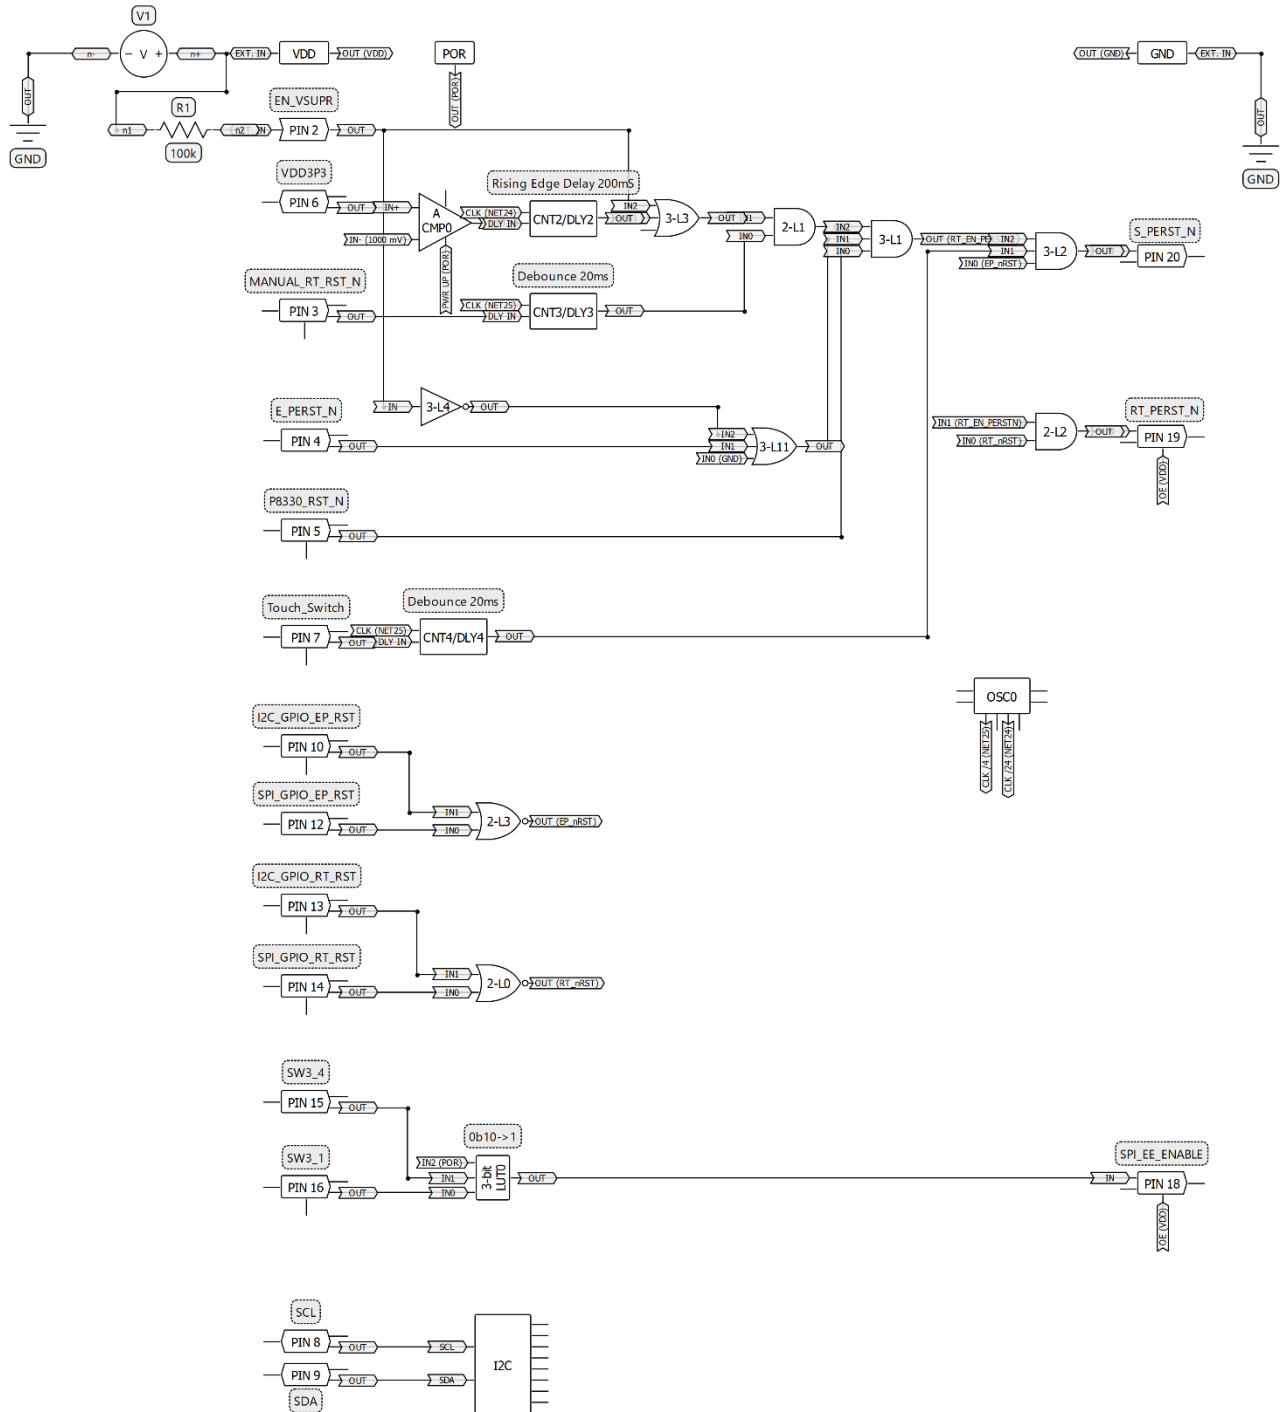 V1
n-
− V +
n+
EXT. IN
VDD
OUT (VDD)
POR
OUT (POR)
OUT (GND)
GND
EXT. IN
OUT
GND
OUT
GND
R1
n1
n2
IN
100k
EN_VSUPR
PIN 2
OUT
VDD3P3
PIN 6
OUT
IN+
IN- (1000 mV)
A
CMP0
PWR UP (POR)
Rising Edge Delay 200mS
CLK (NET24)
DLY IN
CNT2/DLY2
OUT
IN2
3-L3
OUT
IN0
2-L1
IN2
IN1
IN0
3-L1
OUT (RT_EN_PE
IN2
IN1
IN0 (EP_nRST)
3-L2
OUT
S_PERST_N
PIN 20
MANUAL_RT_RST_N
PIN 3
OUT
Debounce 20ms
CLK (NET25)
DLY IN
CNT3/DLY3
OUT
IN
3-L4
OUT
E_PERST_N
PIN 4
OUT
IN2
IN1
IN0 (GND)
3-L11
OUT
IN1 (RT_EN_PERSTN)
IN0 (RT_nRST)
2-L2
OUT
RT_PERST_N
PIN 19
OE (VDD)
P8330_RST_N
PIN 5
OUT
Touch_Switch
PIN 7
OUT
Debounce 20ms
CLK (NET25)
DLY IN
CNT4/DLY4
OUT
OSC0
CLK /4 (NET25)
CLK /24 (NET24)
I2C_GPIO_EP_RST
PIN 10
OUT
SPI_GPIO_EP_RST
PIN 12
OUT
IN1
IN0
2-L3
OUT (EP_nRST)
I2C_GPIO_RT_RST
PIN 13
OUT
SPI_GPIO_RT_RST
PIN 14
OUT
IN1
IN0
2-L0
OUT (RT_nRST)
SW3_4
PIN 15
OUT
SW3_1
PIN 16
OUT
0b10->1
IN2 (POR)
IN1
IN0
3-bit
LUT0
OUT
SPI_EE_ENABLE
IN
PIN 18
OE (VDD)
SCL
PIN 8
OUT
SCL
PIN 9
OUT
SDA
SDA
I2C